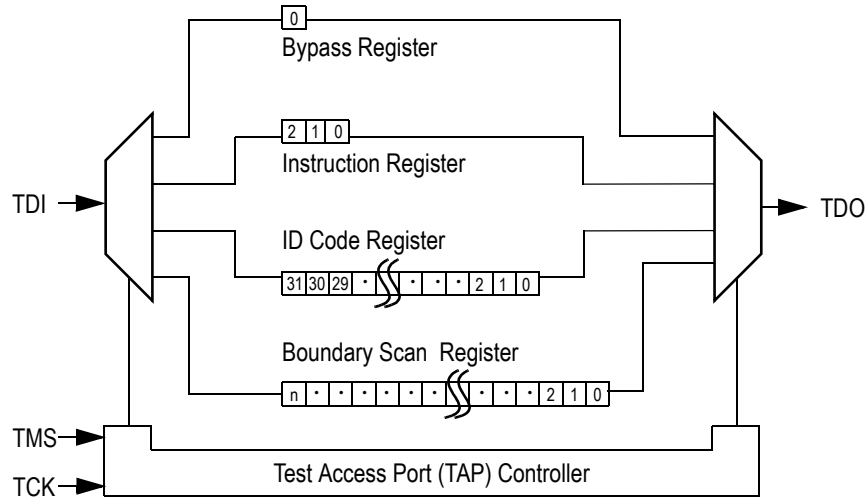 0
Bypass Register
2 1 0
Instruction Register
TDI
TDO
ID Code Register
31 30 29 · · · · · 2 1 0
Boundary Scan Register
n · · · · · · · · · 2 1 0
TMS
Test Access Port (TAP) Controller
TCK